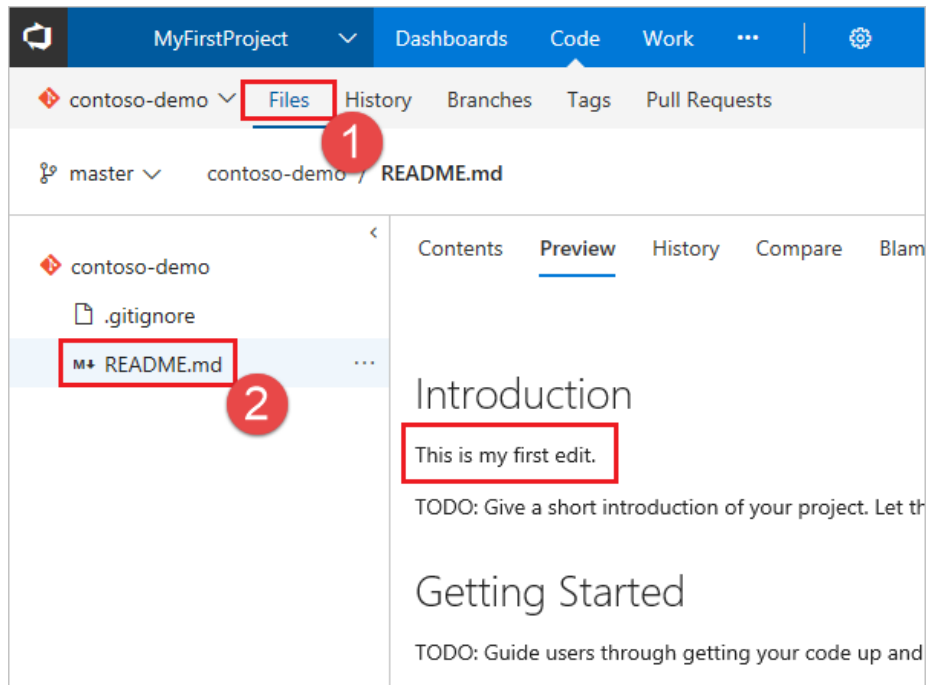 MyFirstProject Dashboards Code Work ...
contoso-demo Files History Branches Tags Pull Requests
1
master contoso-demo / README.md
contoso-demo
.gitignore
M↓ README.md ...
2
Contents Preview History Compare Blam
Introduction
This is my first edit.
TODO: Give a short introduction of your project. Let th
Getting Started
TODO: Guide users through getting your code up and